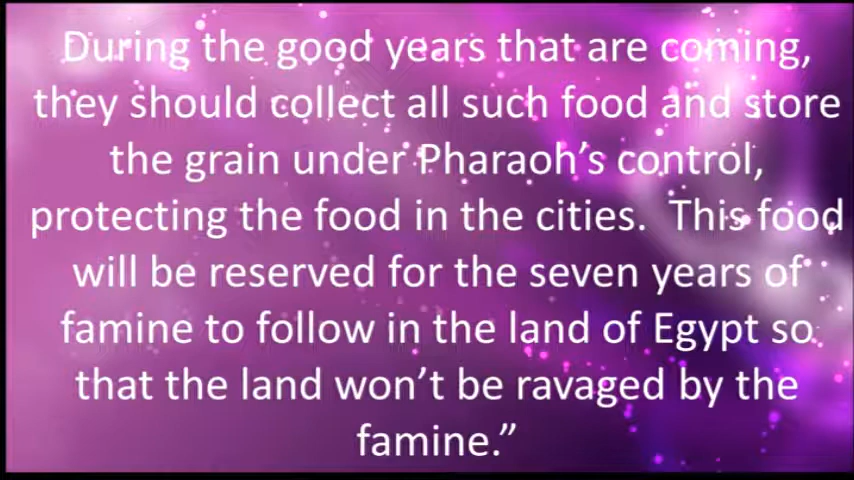 During the good years that are coming,
they should collect all such food and store
the grain under Pharaoh’s control,
protecting the food in the cities.  This food
will be reserved for the seven years of
famine to follow in the land of Egypt so
that the land won’t be ravaged by the
famine.”